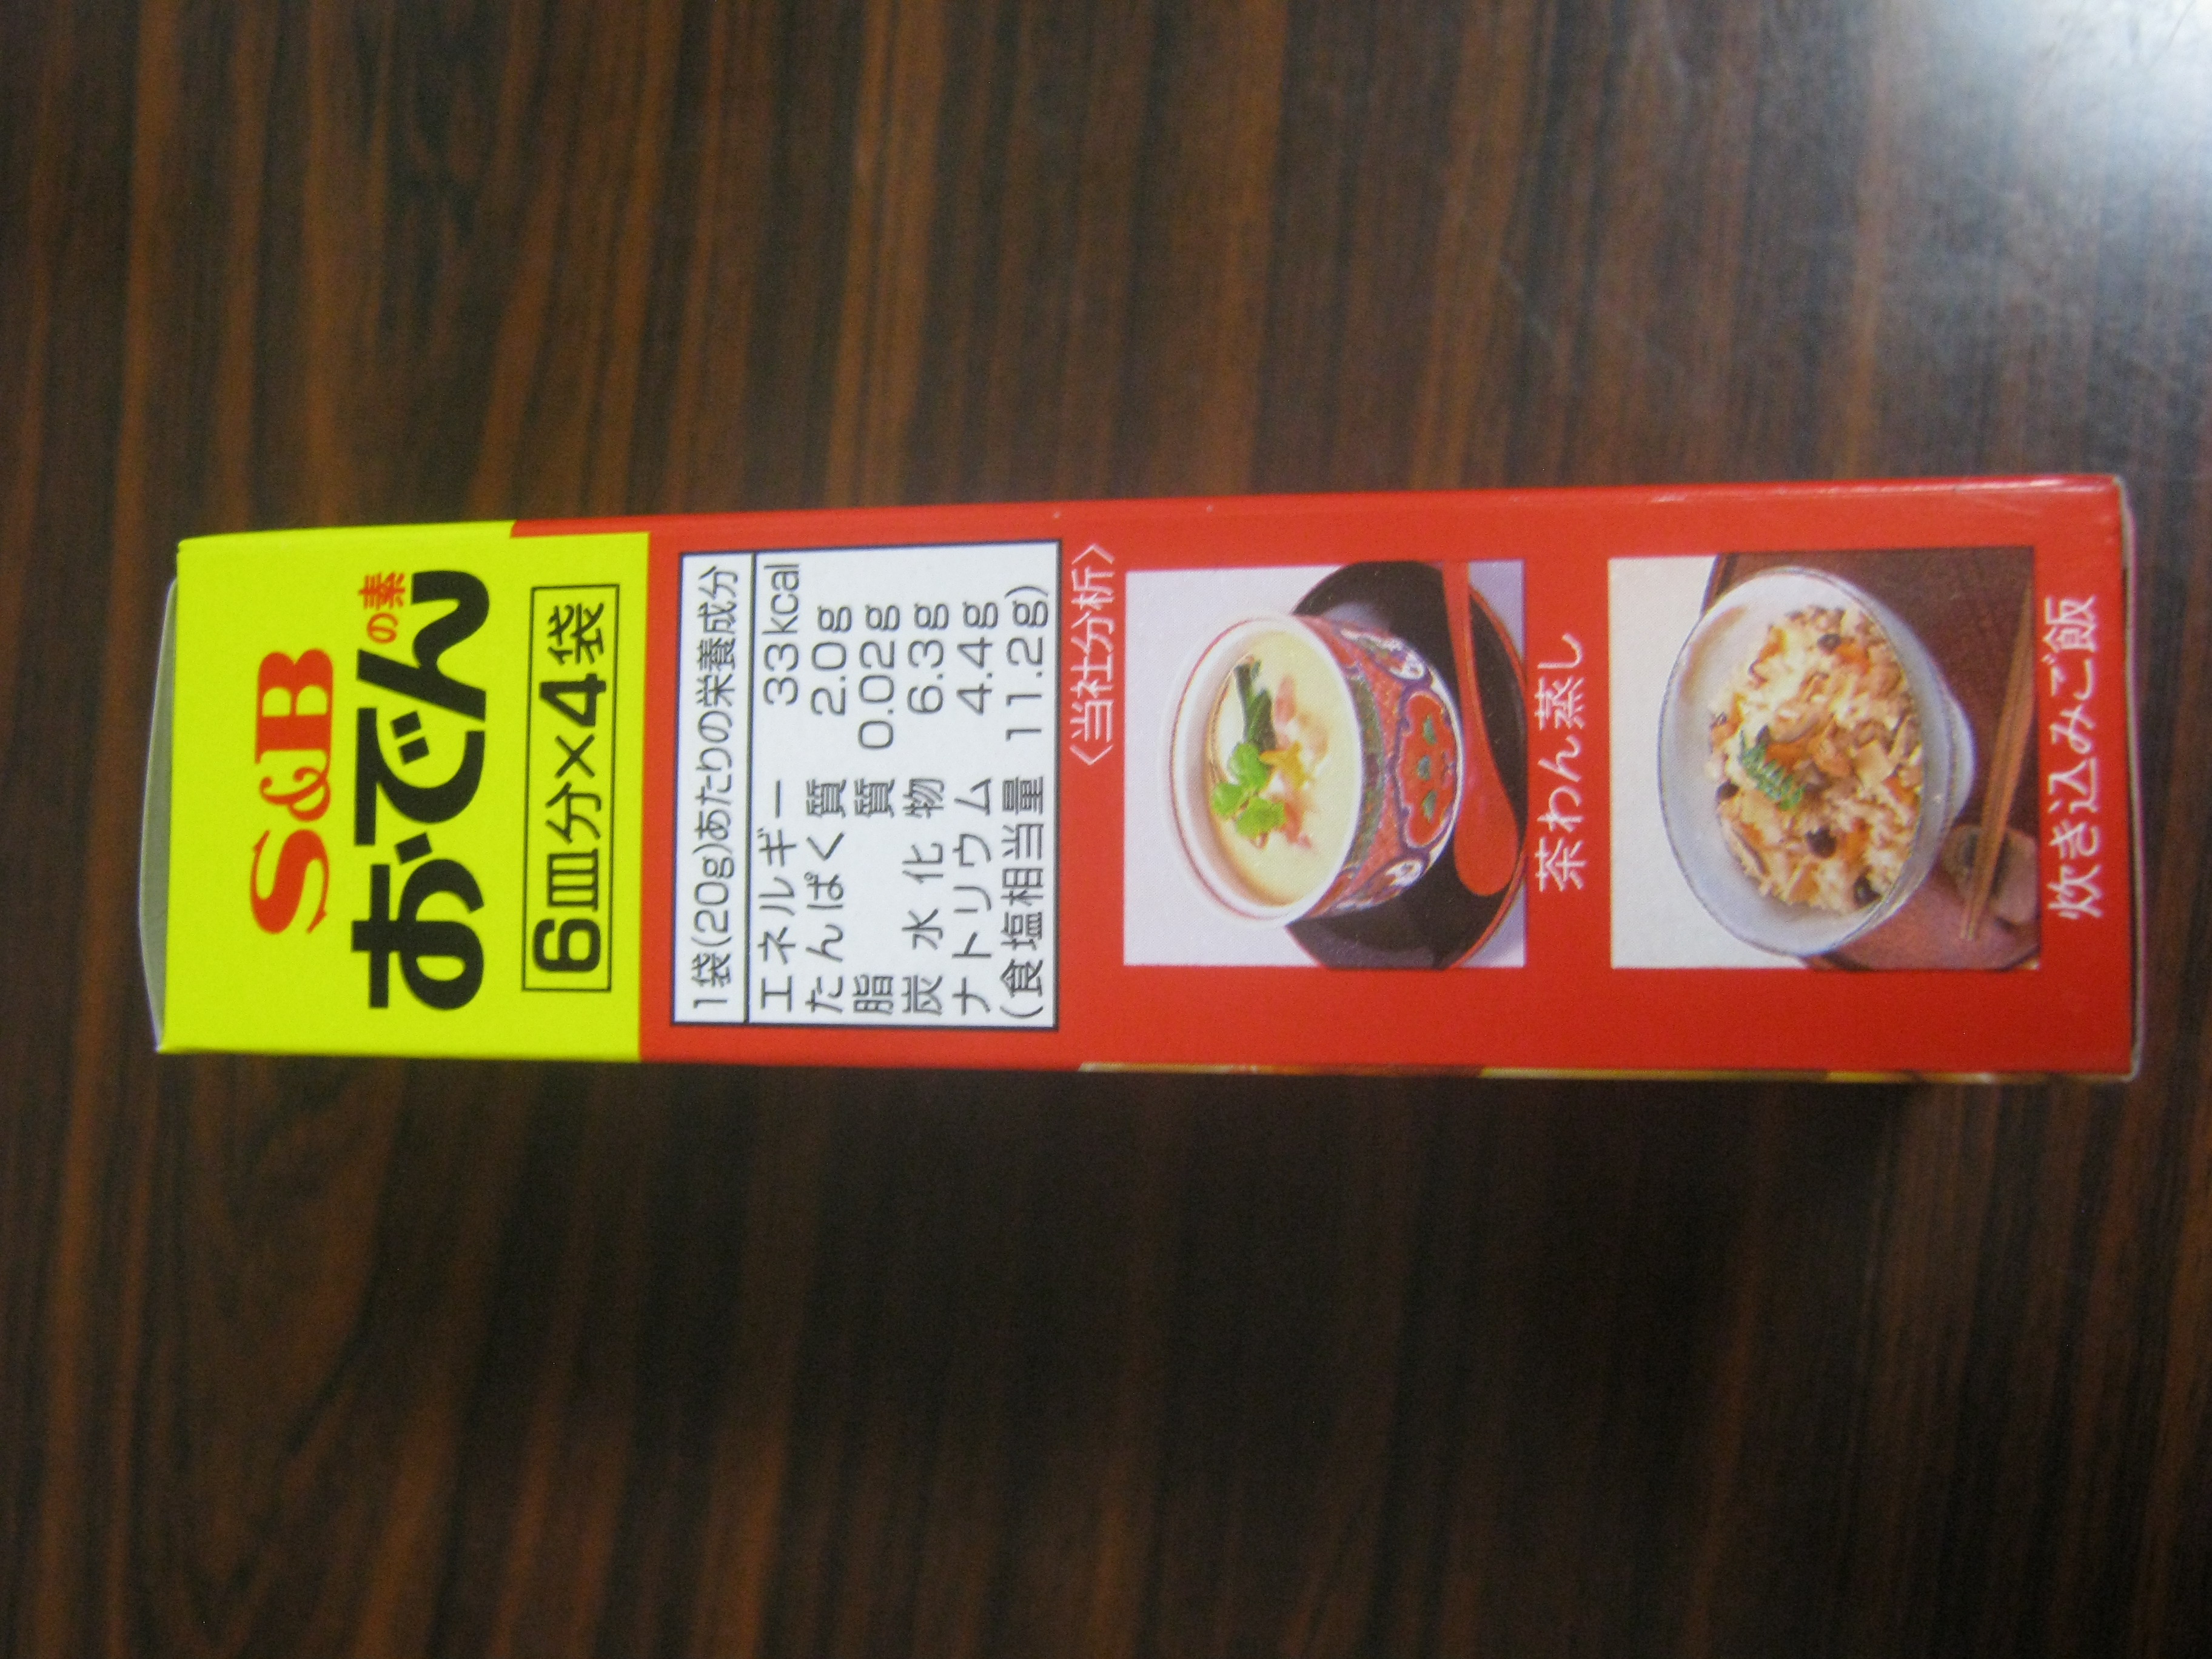 S&B
おでんの素
6皿分×4袋
1袋(20g)あたりの栄養成分
エネルギー 33kcal
たんぱく質 2.0g
脂質 0.02g
炭水化物 6.3g
ナトリウム 4.4g
(食塩相当量 11.2g)
〈当社分析〉
茶わん蒸し
炊き込みご飯